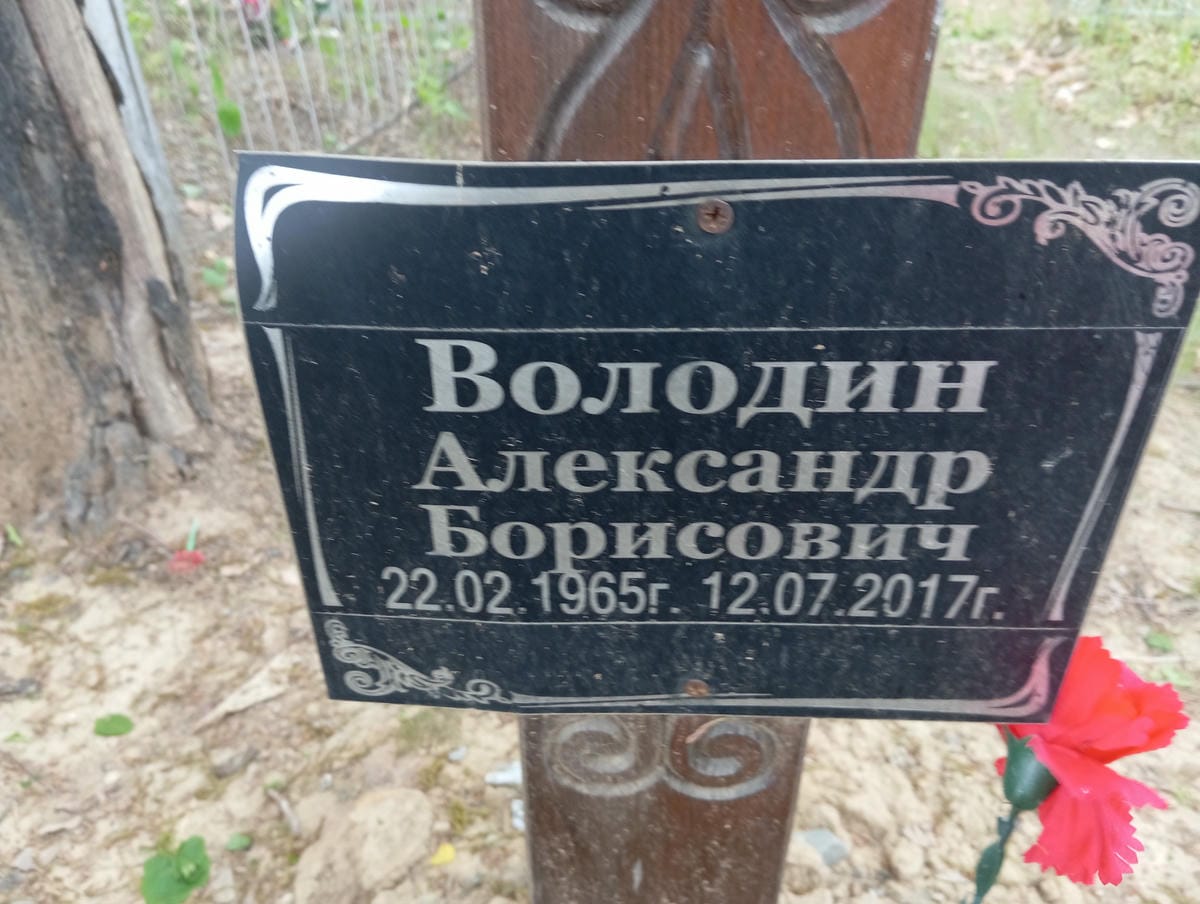 Володин
Александр
Борисович
22.02.1965г. 12.07.2017г.